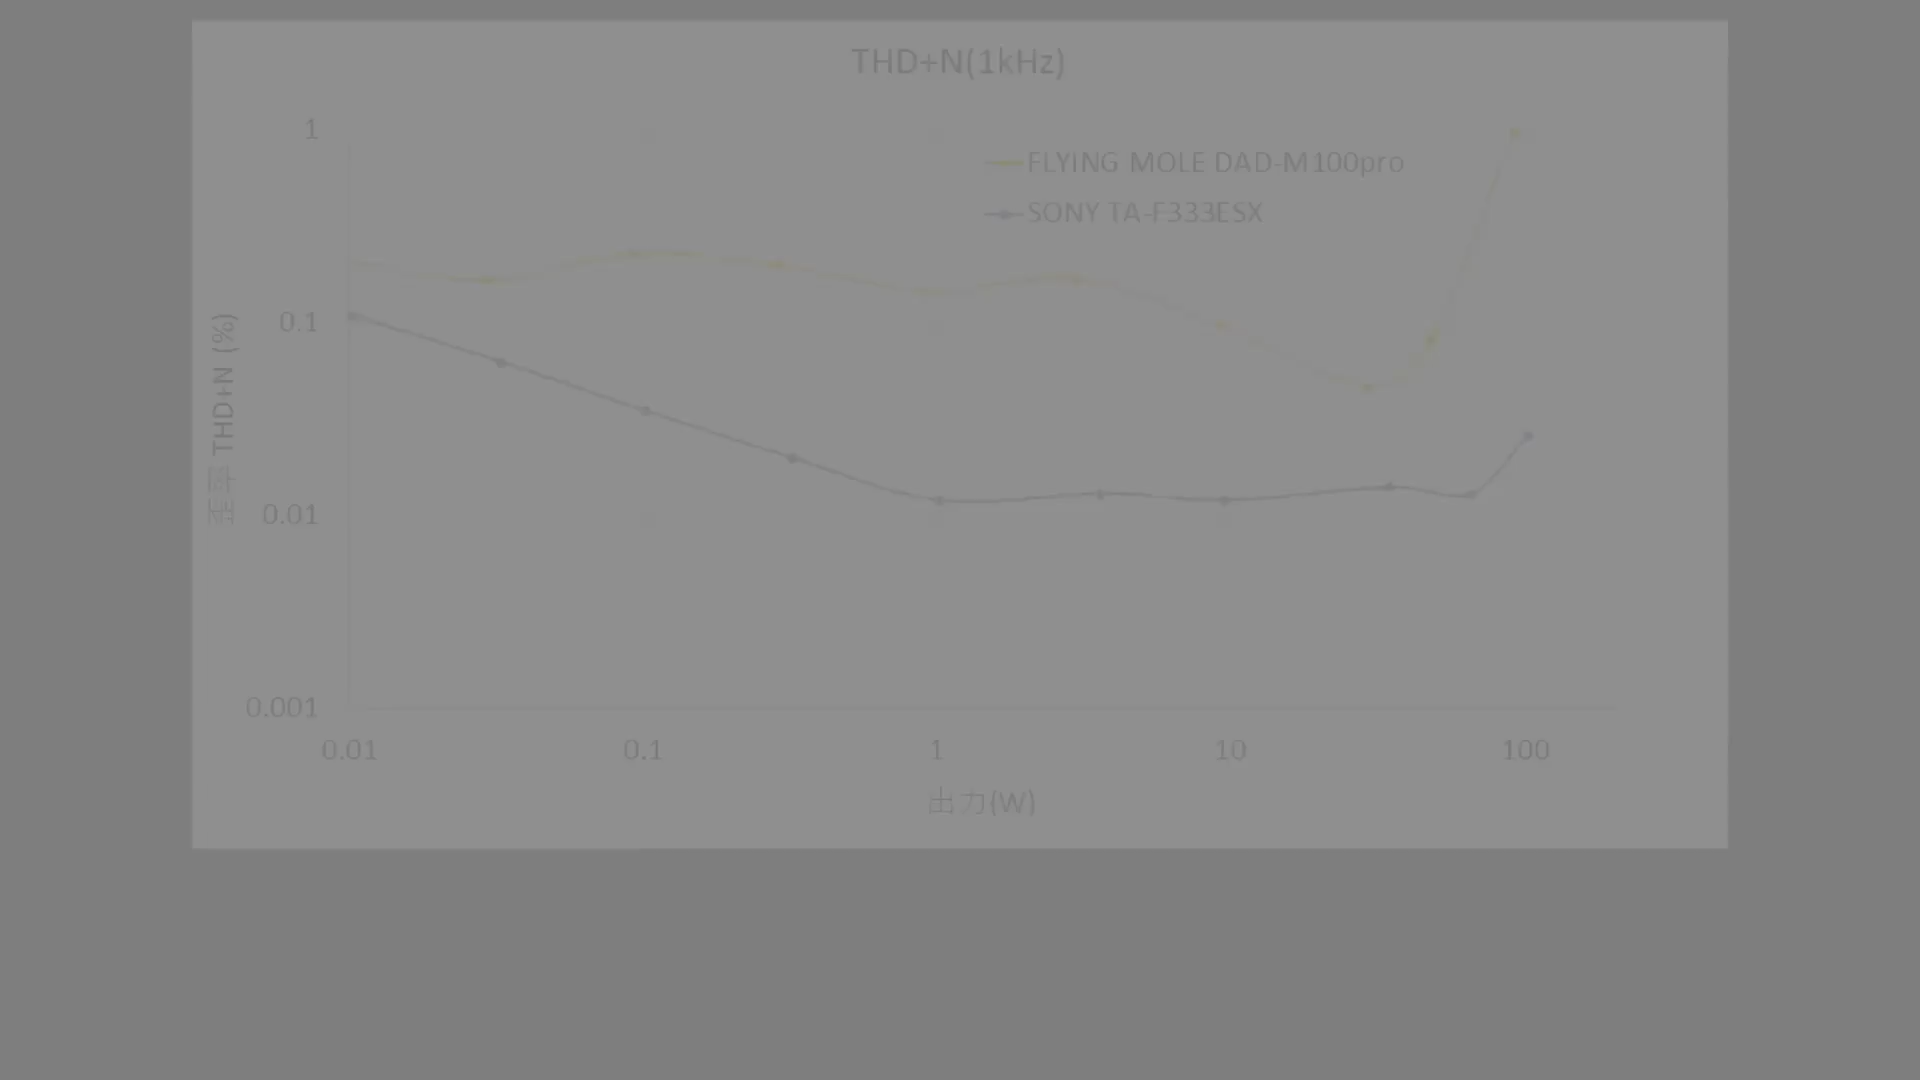 THD+N(1kHz)
1
FLYING MOLE DAD-M100pro
SONY TA-F333ESX
0.1
歪率 THD+N (%)
0.01
0.001
0.01 0.1 1 10 100
出力(W)